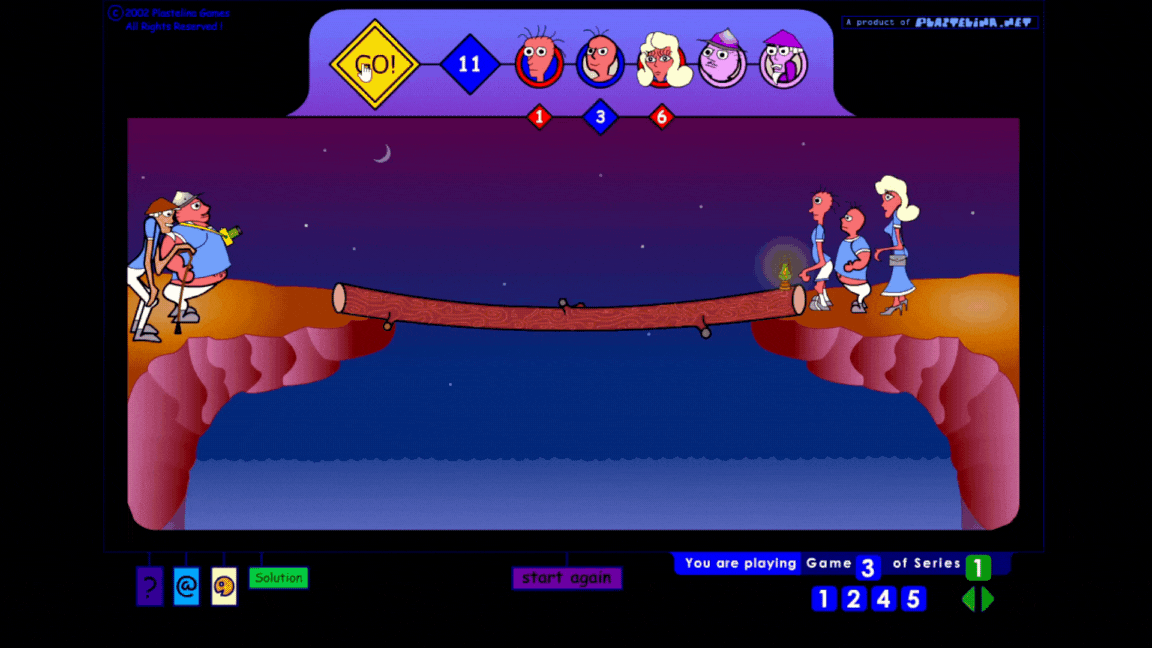 © 2002 Plastelina Games
All Rights Reserved !
A product of PLASTELINA.NET
GO!
11
1
3
6
You are playing Game 3 of Series 1
1 2 4 5
? @
Solution
start again